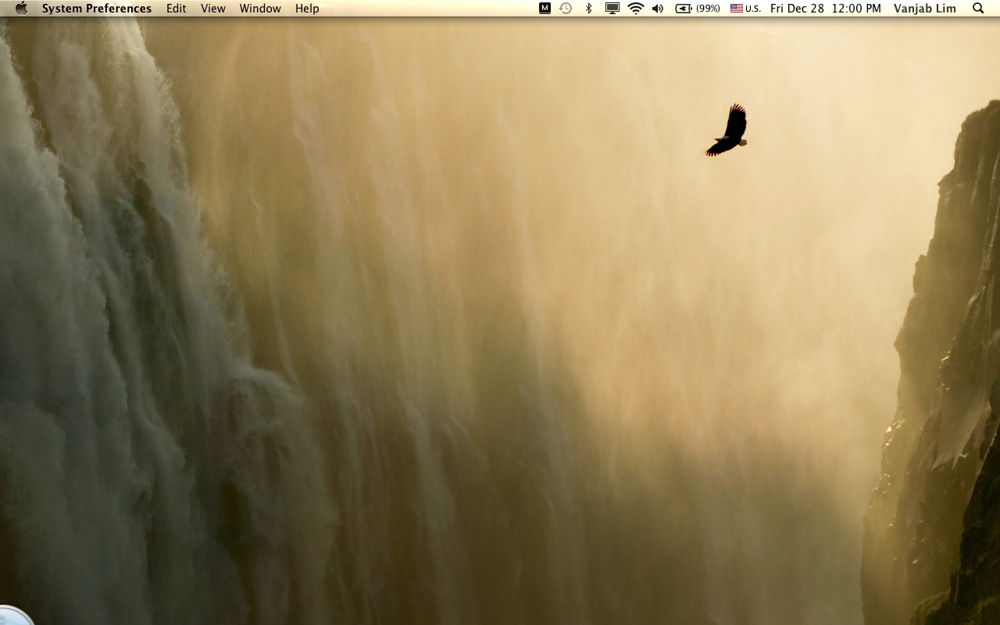 System Preferences Edit View Window Help M (99%) U.S. Fri Dec 28 12:00 PM Vanjab Lim